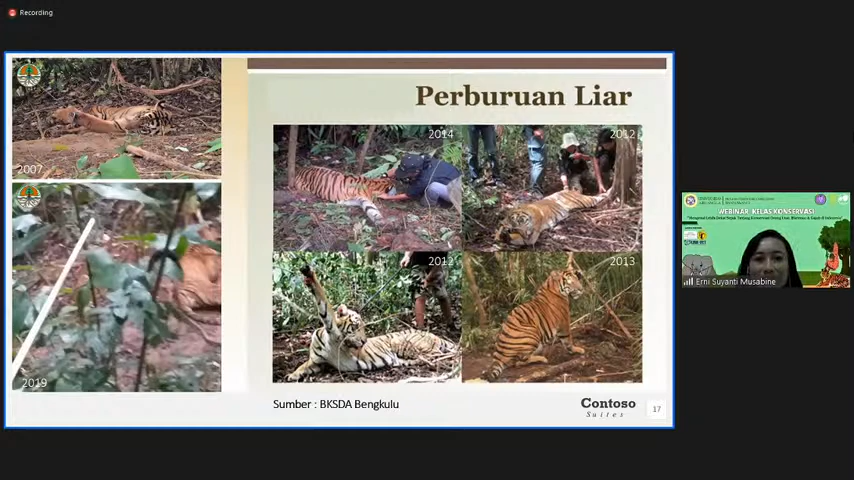 Recording
Perburuan Liar
2007
2014
2012
2012
2013
2019
Sumber : BKSDA Bengkulu
Contoso
Suites
17
WEBINAR KELAS KONSERVASI
Erni Suyanti Musabine